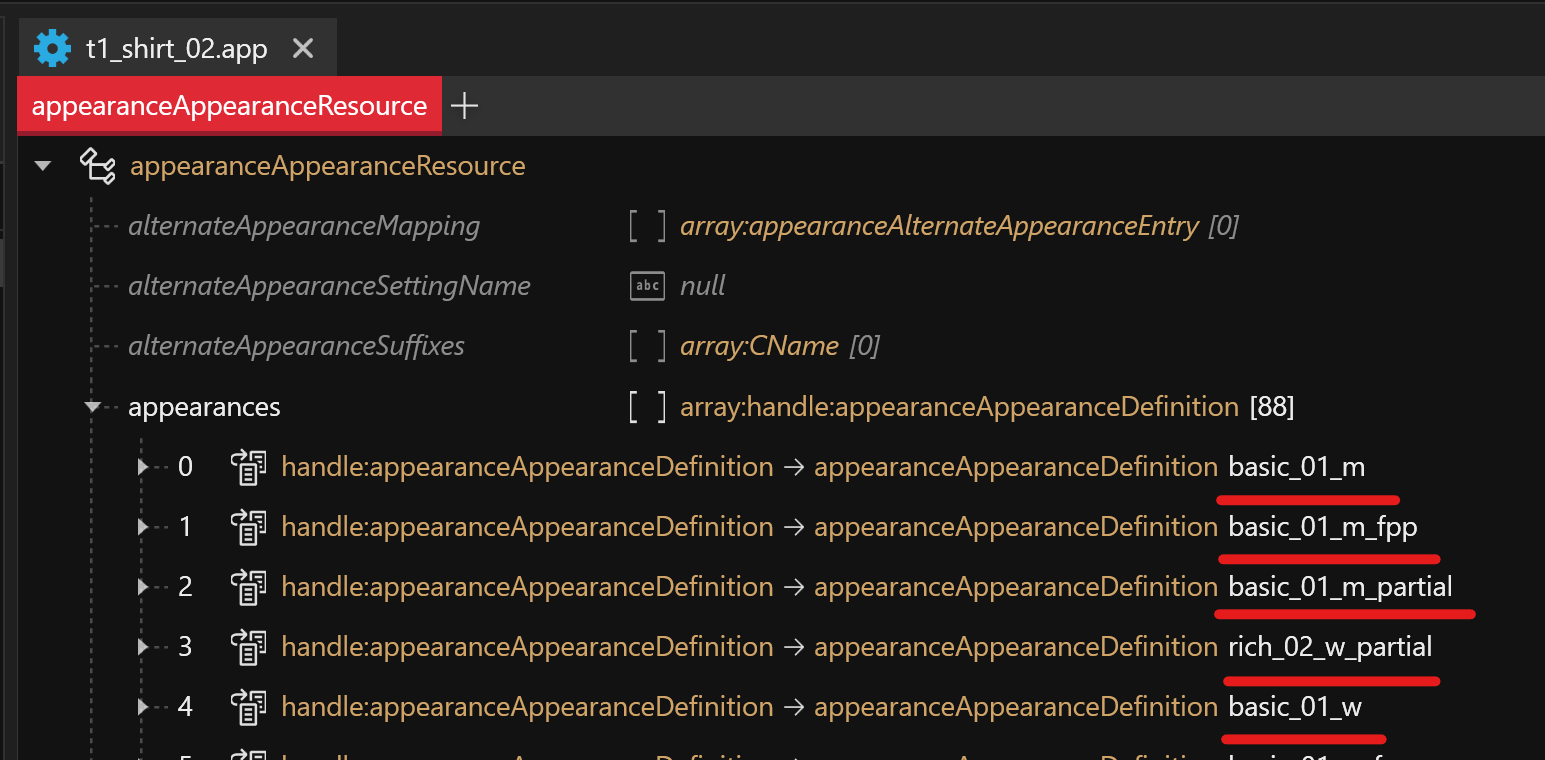 t1_shirt_02.app
appearanceAppearanceResource
appearanceAppearanceResource
alternateAppearanceMapping [ ] array:appearanceAlternateAppearanceEntry [0]
alternateAppearanceSettingName abc null
alternateAppearanceSuffixes [ ] array:CName [0]
appearances [ ] array:handle:appearanceAppearanceDefinition [88]
0 handle:appearanceAppearanceDefinition → appearanceAppearanceDefinition basic_01_m
1 handle:appearanceAppearanceDefinition → appearanceAppearanceDefinition basic_01_m_fpp
2 handle:appearanceAppearanceDefinition → appearanceAppearanceDefinition basic_01_m_partial
3 handle:appearanceAppearanceDefinition → appearanceAppearanceDefinition rich_02_w_partial
4 handle:appearanceAppearanceDefinition → appearanceAppearanceDefinition basic_01_w